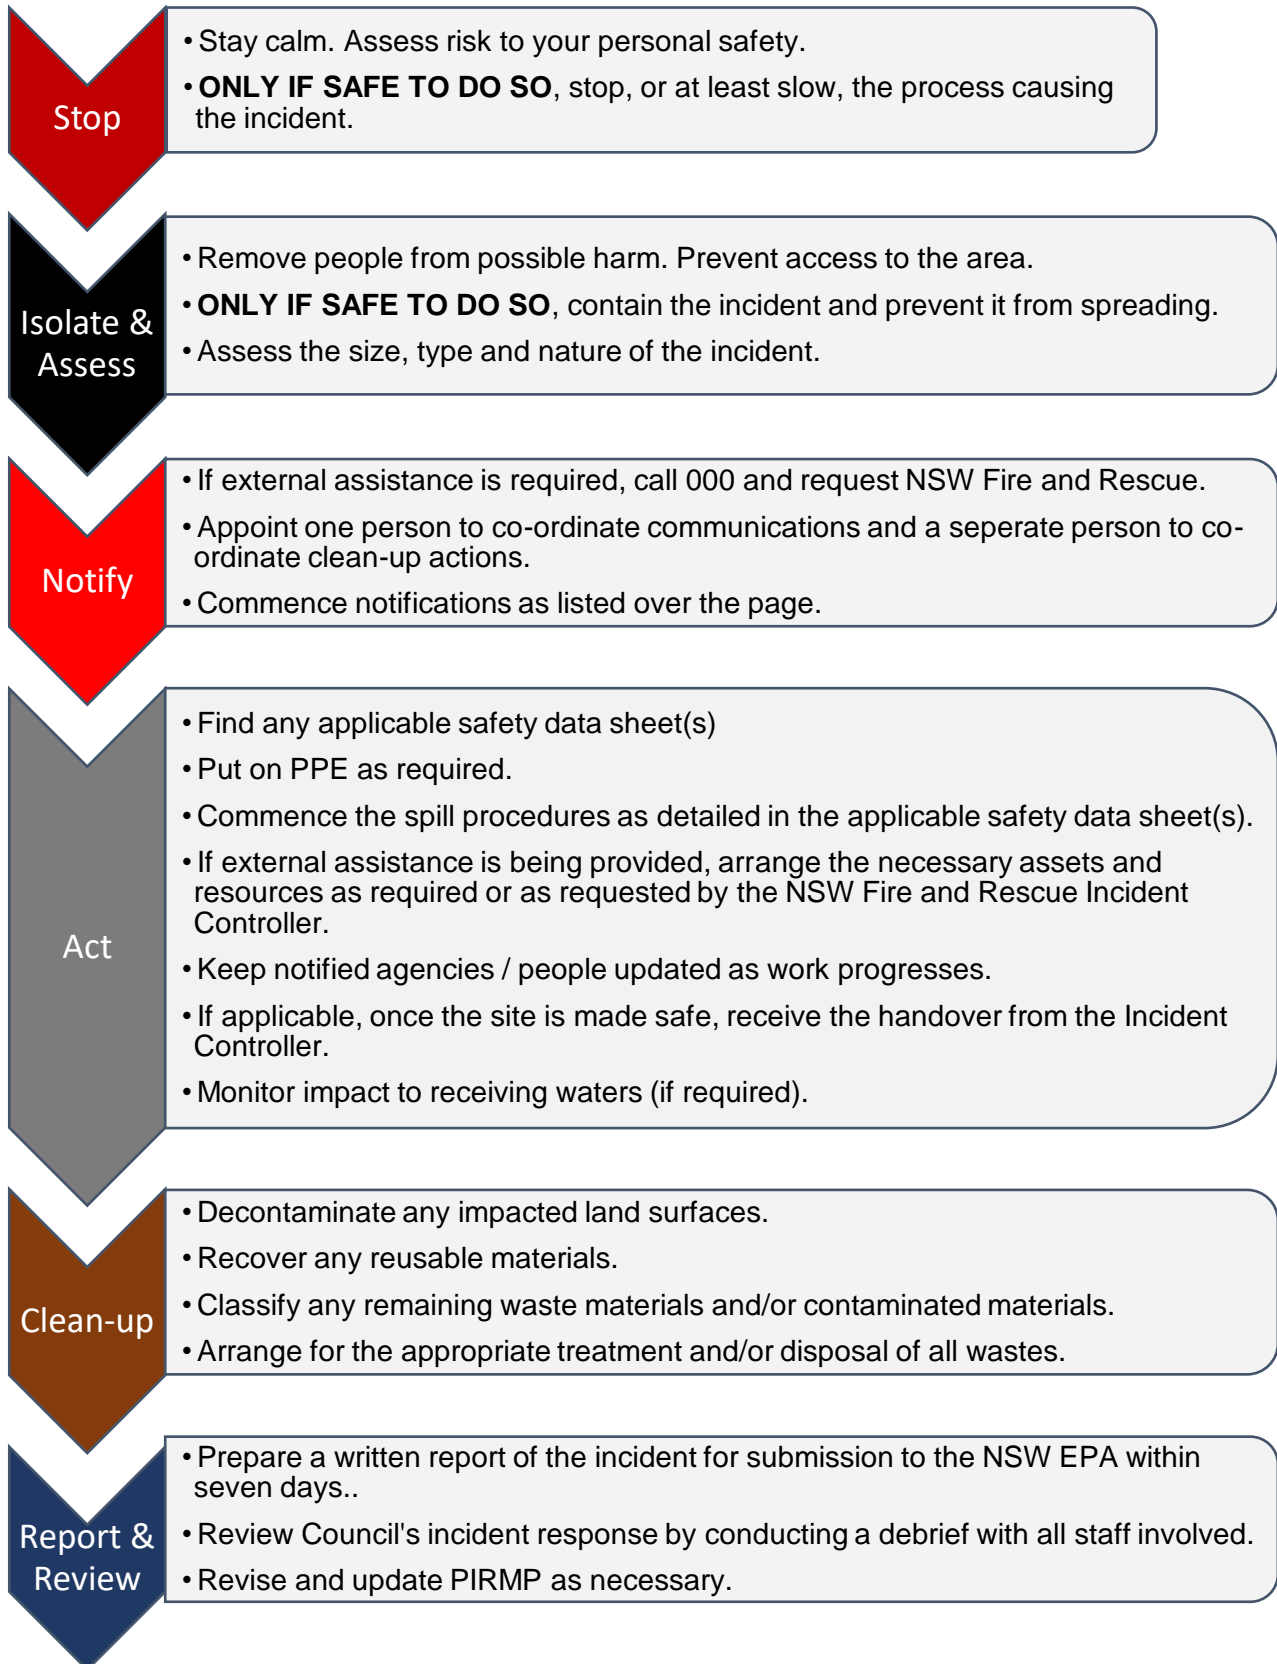 Stop
• Stay calm. Assess risk to your personal safety.
• ONLY IF SAFE TO DO SO, stop, or at least slow, the process causing
the incident.
Isolate &
Assess
• Remove people from possible harm. Prevent access to the area.
• ONLY IF SAFE TO DO SO, contain the incident and prevent it from spreading.
• Assess the size, type and nature of the incident.
Notify
• If external assistance is required, call 000 and request NSW Fire and Rescue.
• Appoint one person to co-ordinate communications and a seperate person to co-
ordinate clean-up actions.
• Commence notifications as listed over the page.
Act
• Find any applicable safety data sheet(s)
• Put on PPE as required.
• Commence the spill procedures as detailed in the applicable safety data sheet(s).
• If external assistance is being provided, arrange the necessary assets and
resources as required or as requested by the NSW Fire and Rescue Incident
Controller.
• Keep notified agencies / people updated as work progresses.
• If applicable, once the site is made safe, receive the handover from the Incident
Controller.
• Monitor impact to receiving waters (if required).
Clean-up
• Decontaminate any impacted land surfaces.
• Recover any reusable materials.
• Classify any remaining waste materials and/or contaminated materials.
• Arrange for the appropriate treatment and/or disposal of all wastes.
Report &
Review
• Prepare a written report of the incident for submission to the NSW EPA within
seven days..
• Review Council's incident response by conducting a debrief with all staff involved.
• Revise and update PIRMP as necessary.